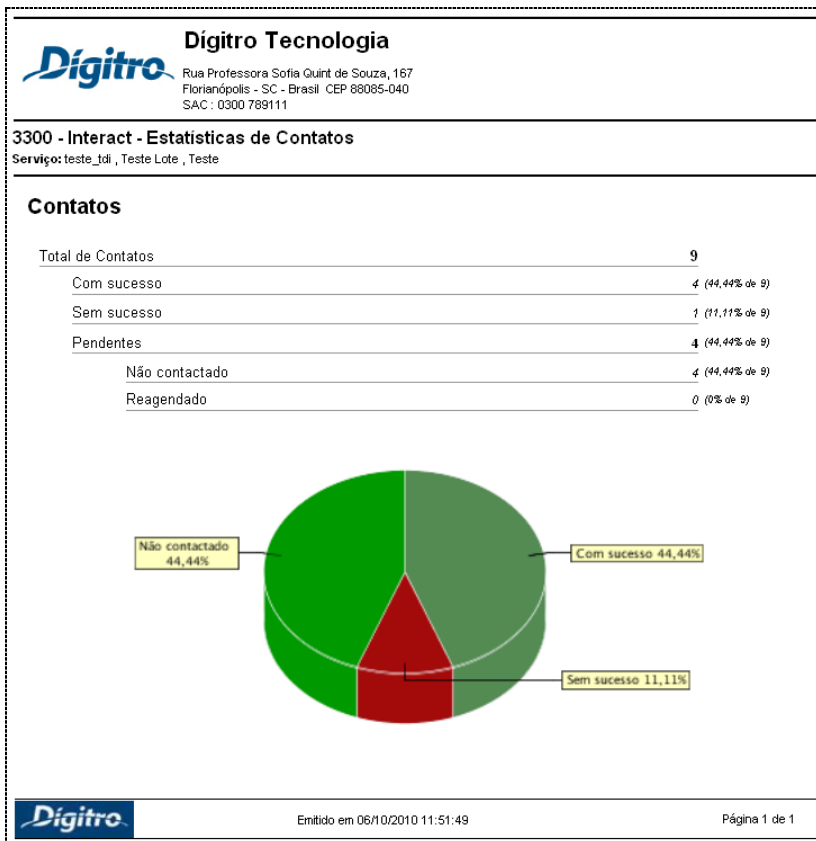 Dígitro
Dígitro Tecnologia
Rua Professora Sofia Quint de Souza, 167
Florianópolis - SC - Brasil CEP 88085-040
SAC : 0300 789111
3300 - Interact - Estatísticas de Contatos
Serviço: teste_tdi , Teste Lote , Teste
Contatos
Total de Contatos 9
Com sucesso 4 (44,44% de 9)
Sem sucesso 1 (11,11% de 9)
Pendentes 4 (44,44% de 9)
Não contactado 4 (44,44% de 9)
Reagendado 0 (0% de 9)
Não contactado
44,44%
Com sucesso 44,44%
Sem sucesso 11,11%
Dígitro
Emitido em 06/10/2010 11:51:49
Página 1 de 1